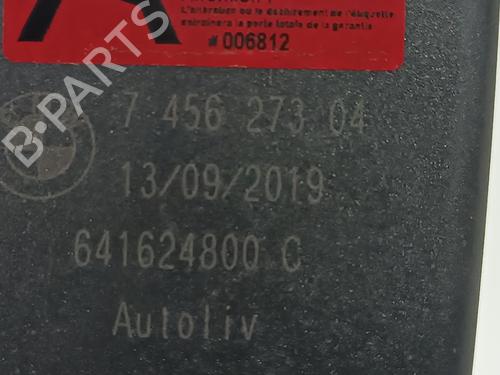 L'altération ou le déchirement de l'étiquette
entraînera la perte totale de la garantie
# 006812
7 456 273 04
13/09/2019
641624800 C
Autoliv
B-PARTS